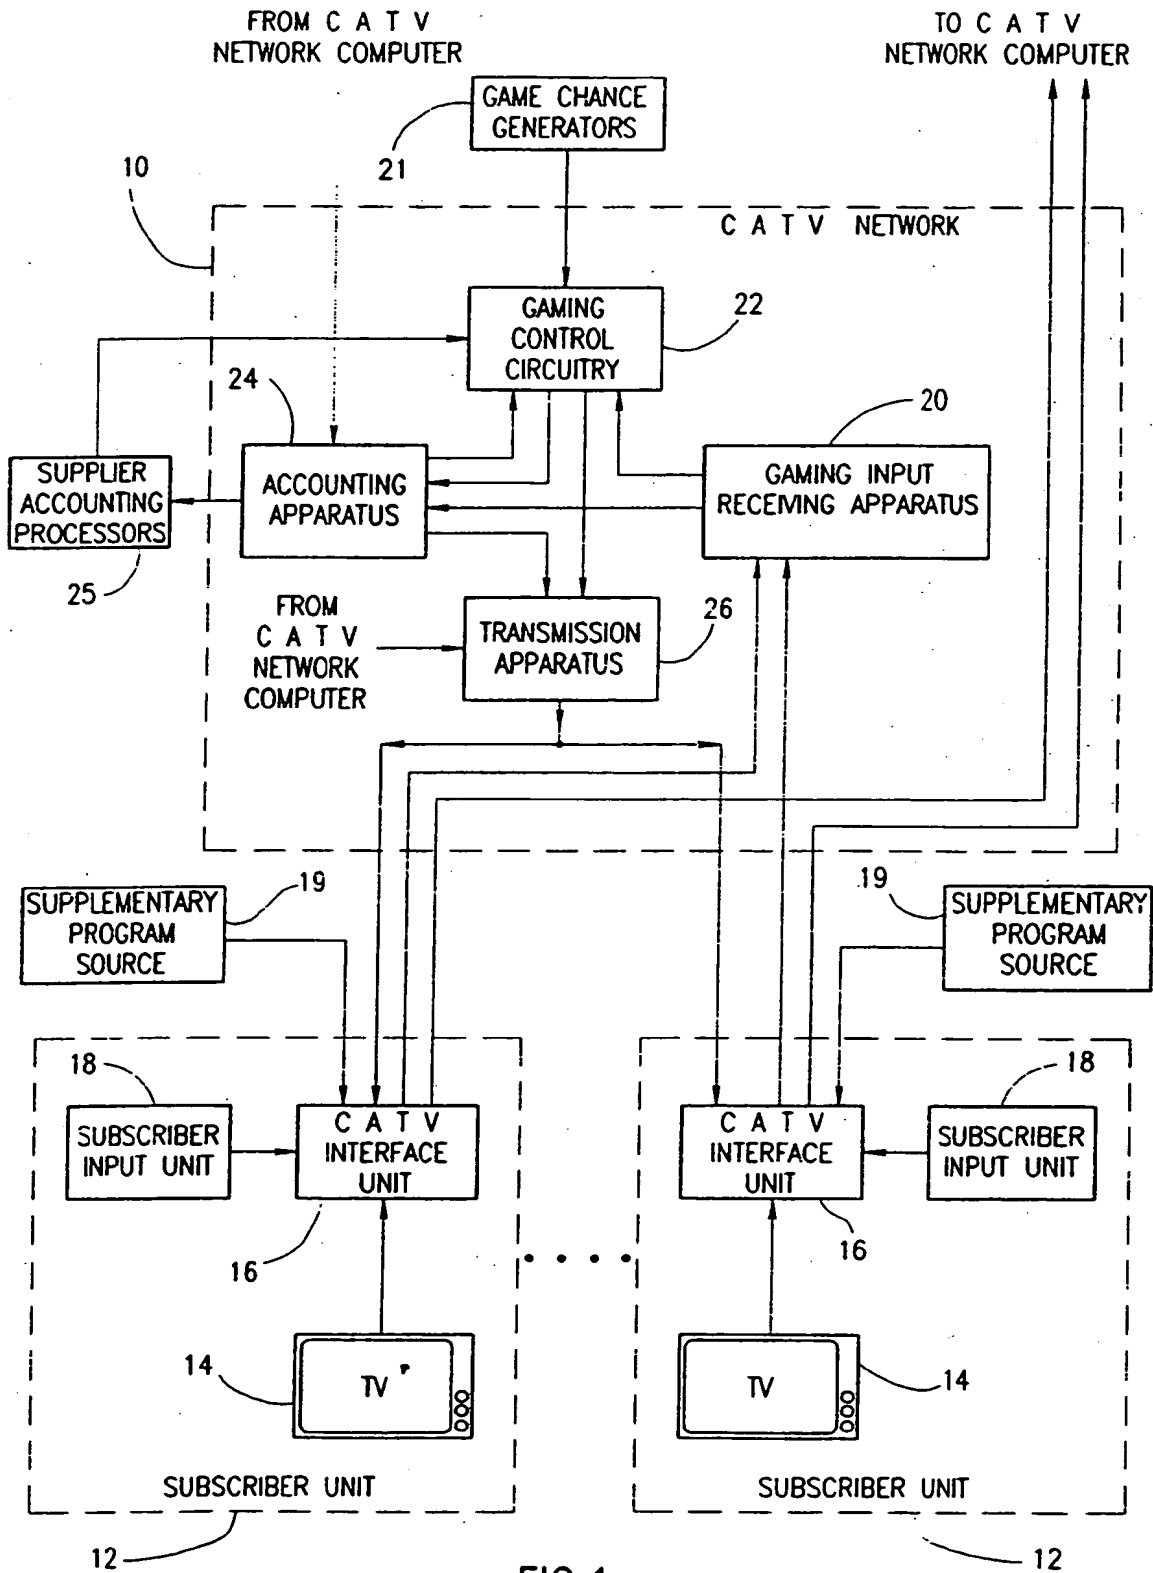 FROM C A T V
NETWORK COMPUTER
TO C A T V
NETWORK COMPUTER
GAME CHANCE
GENERATORS
21
10
C A T V NETWORK
GAMING
CONTROL
CIRCUITRY
22
24
20
SUPPLIER
ACCOUNTING
PROCESSORS
25
ACCOUNTING
APPARATUS
GAMING INPUT
RECEIVING APPARATUS
FROM
C A T V
NETWORK
COMPUTER
TRANSMISSION
APPARATUS
26
19
SUPPLEMENTARY
PROGRAM
SOURCE
19
SUPPLEMENTARY
PROGRAM
SOURCE
18
SUBSCRIBER
INPUT UNIT
C A T V
INTERFACE
UNIT
16
C A T V
INTERFACE
UNIT
16
18
SUBSCRIBER
INPUT UNIT
14
TV
TV
14
SUBSCRIBER UNIT
SUBSCRIBER UNIT
12
12